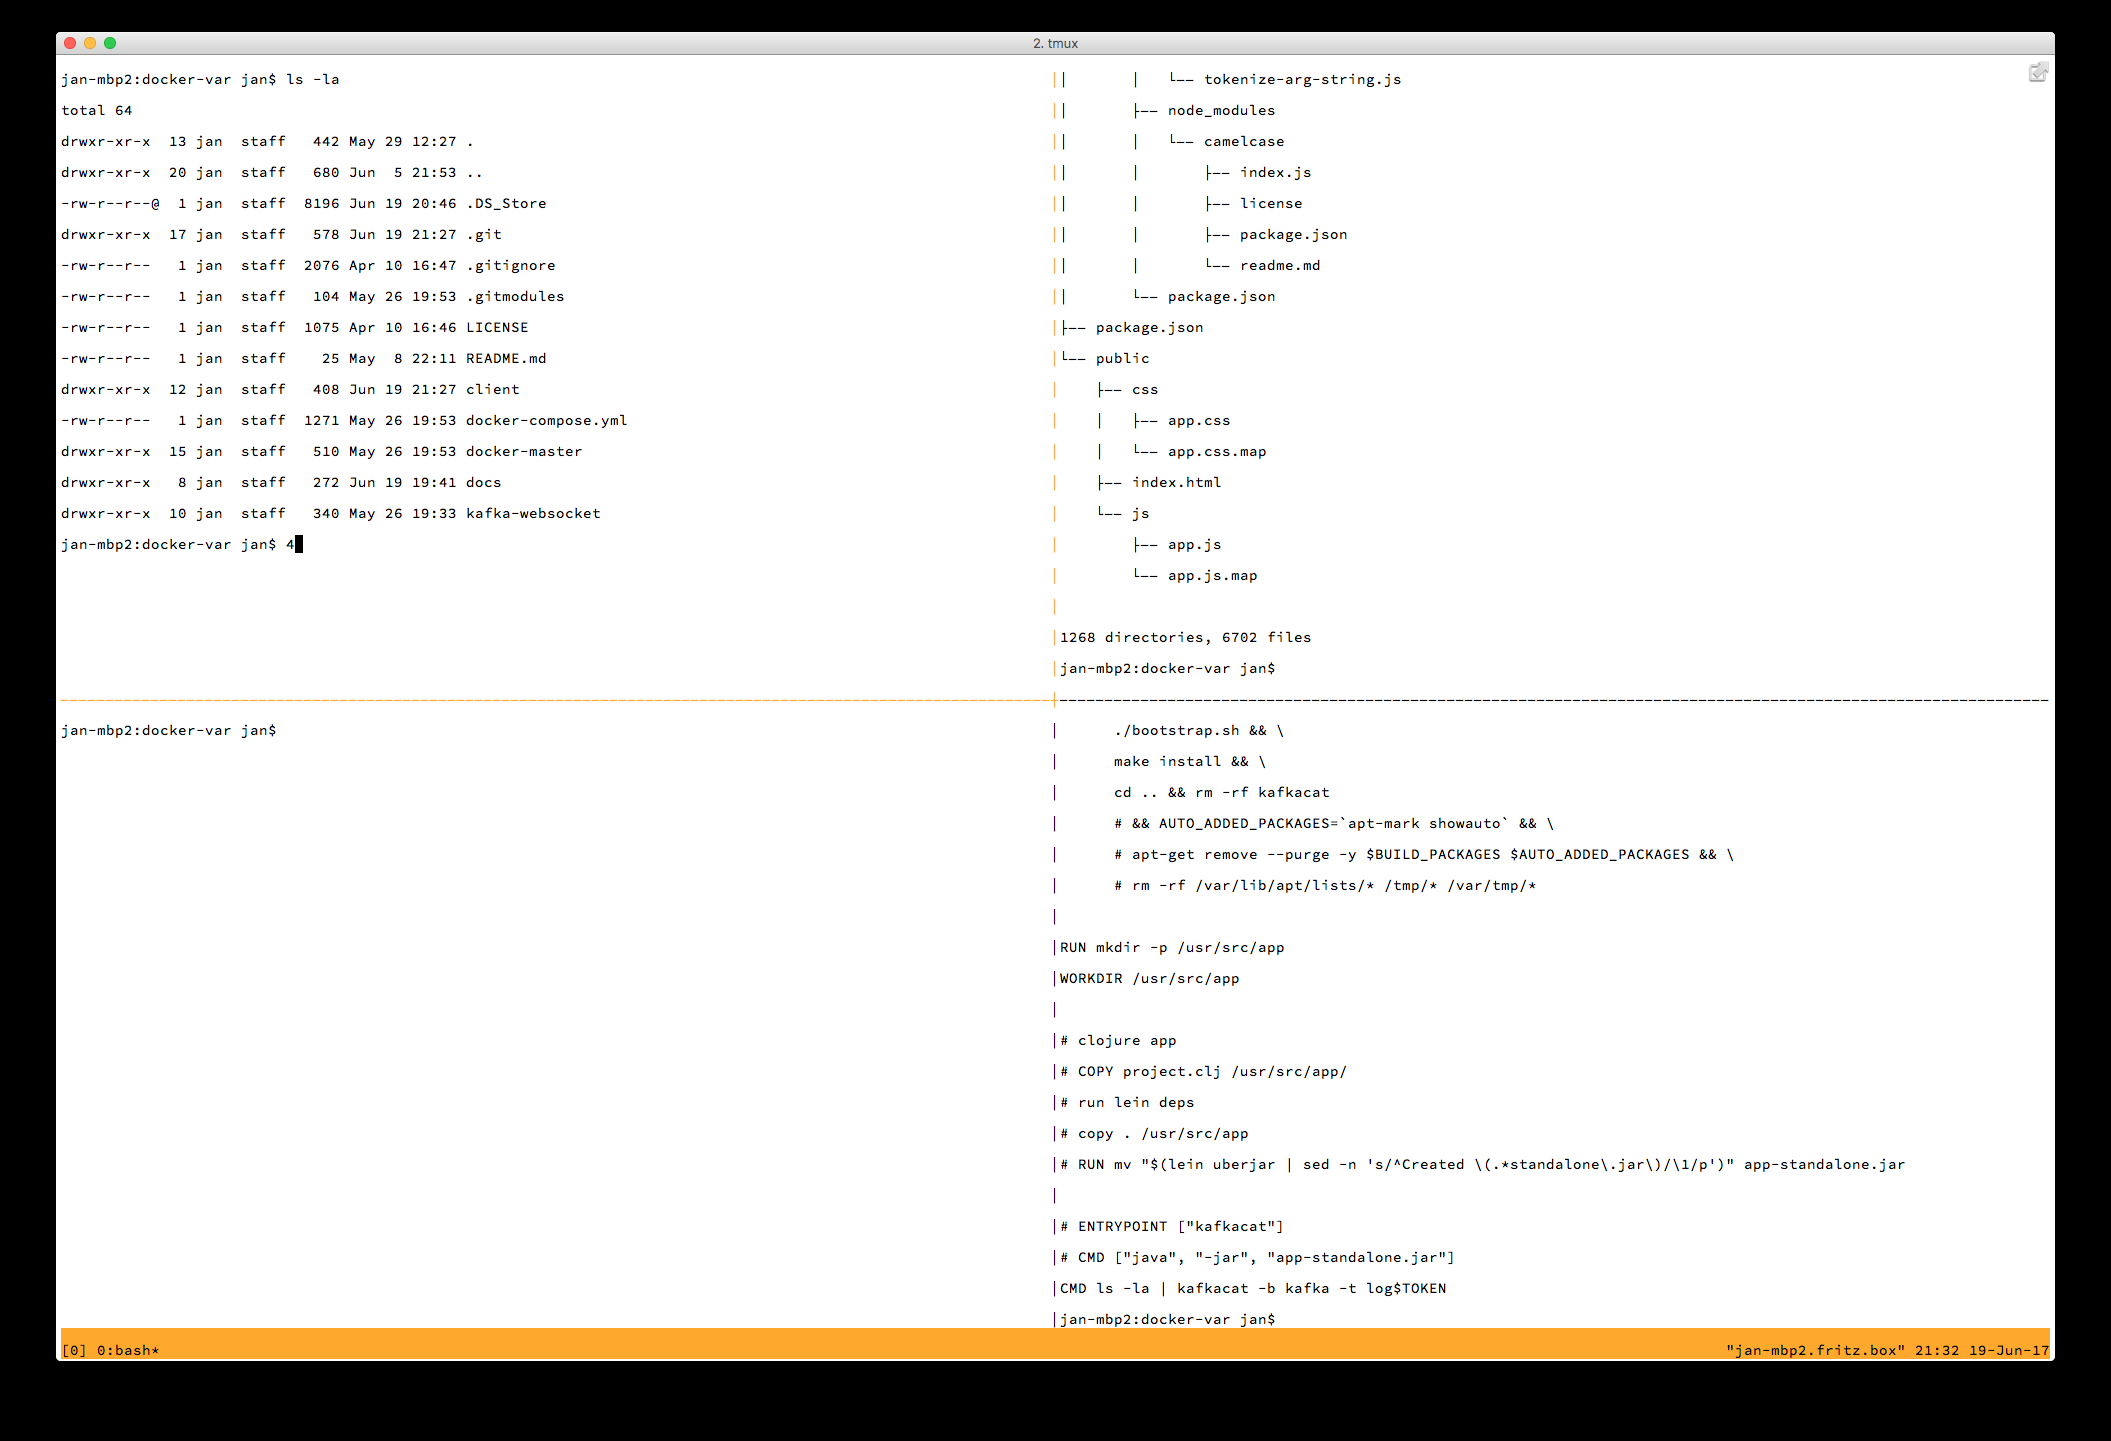 2. tmux
jan-mbp2:docker-var jan$ ls -la
total 64
drwxr-xr-x  13 jan  staff   442 May 29 12:27 .
drwxr-xr-x  20 jan  staff   680 Jun  5 21:53 ..
-rw-r--r--@  1 jan  staff  8196 Jun 19 20:46 .DS_Store
drwxr-xr-x  17 jan  staff   578 Jun 19 21:27 .git
-rw-r--r--   1 jan  staff  2076 Apr 10 16:47 .gitignore
-rw-r--r--   1 jan  staff   104 May 26 19:53 .gitmodules
-rw-r--r--   1 jan  staff  1075 Apr 10 16:46 LICENSE
-rw-r--r--   1 jan  staff    25 May  8 22:11 README.md
drwxr-xr-x  12 jan  staff   408 Jun 19 21:27 client
-rw-r--r--   1 jan  staff  1271 May 26 19:53 docker-compose.yml
drwxr-xr-x  15 jan  staff   510 May 26 19:53 docker-master
drwxr-xr-x   8 jan  staff   272 Jun 19 19:41 docs
drwxr-xr-x  10 jan  staff   340 May 26 19:33 kafka-websocket
jan-mbp2:docker-var jan$ 4
│       │   └── tokenize-arg-string.js
│       ├── node_modules
│       │   └── camelcase
│       │       ├── index.js
│       │       ├── license
│       │       ├── package.json
│       │       └── readme.md
│       └── package.json
├── package.json
└── public
    ├── css
    │   ├── app.css
    │   └── app.css.map
    ├── index.html
    └── js
        ├── app.js
        └── app.js.map
1268 directories, 6702 files
jan-mbp2:docker-var jan$
jan-mbp2:docker-var jan$
      ./bootstrap.sh && \
      make install && \
      cd .. && rm -rf kafkacat
      # && AUTO_ADDED_PACKAGES=`apt-mark showauto` && \
      # apt-get remove --purge -y $BUILD_PACKAGES $AUTO_ADDED_PACKAGES && \
      # rm -rf /var/lib/apt/lists/* /tmp/* /var/tmp/*
RUN mkdir -p /usr/src/app
WORKDIR /usr/src/app
# clojure app
# COPY project.clj /usr/src/app/
# run lein deps
# copy . /usr/src/app
# RUN mv "$(lein uberjar | sed -n 's/^Created \(.*standalone\.jar\)/\1/p')" app-standalone.jar
# ENTRYPOINT ["kafkacat"]
# CMD ["java", "-jar", "app-standalone.jar"]
CMD ls -la | kafkacat -b kafka -t log$TOKEN
jan-mbp2:docker-var jan$
[0] 0:bash*
"jan-mbp2.fritz.box" 21:32 19-Jun-17